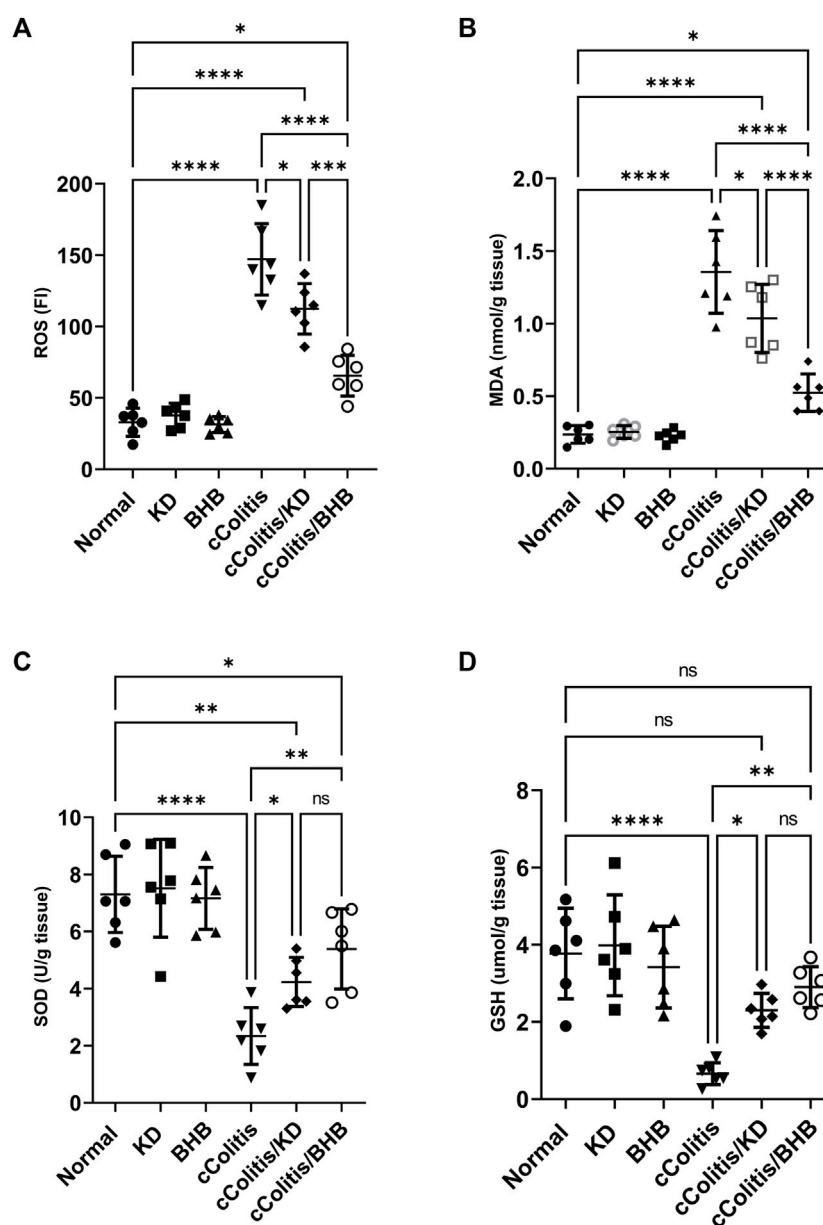 A
*
****
****
****
*
***
200
150
100
50
0
ROS (FI)
Normal
KD
BHB
cColitis
cColitis/KD
cColitis/BHB
B
*
****
****
****
*
****
2.0
1.5
1.0
0.5
0.0
MDA (nmol/g tissue)
Normal
KD
BHB
cColitis
cColitis/KD
cColitis/BHB
C
*
**
**
****
*
ns
10
8
6
4
2
0
SOD (U/g tissue)
Normal
KD
BHB
cColitis
cColitis/KD
cColitis/BHB
D
ns
ns
**
****
*
ns
8
6
4
2
0
GSH (umol/g tissue)
Normal
KD
BHB
cColitis
cColitis/KD
cColitis/BHB